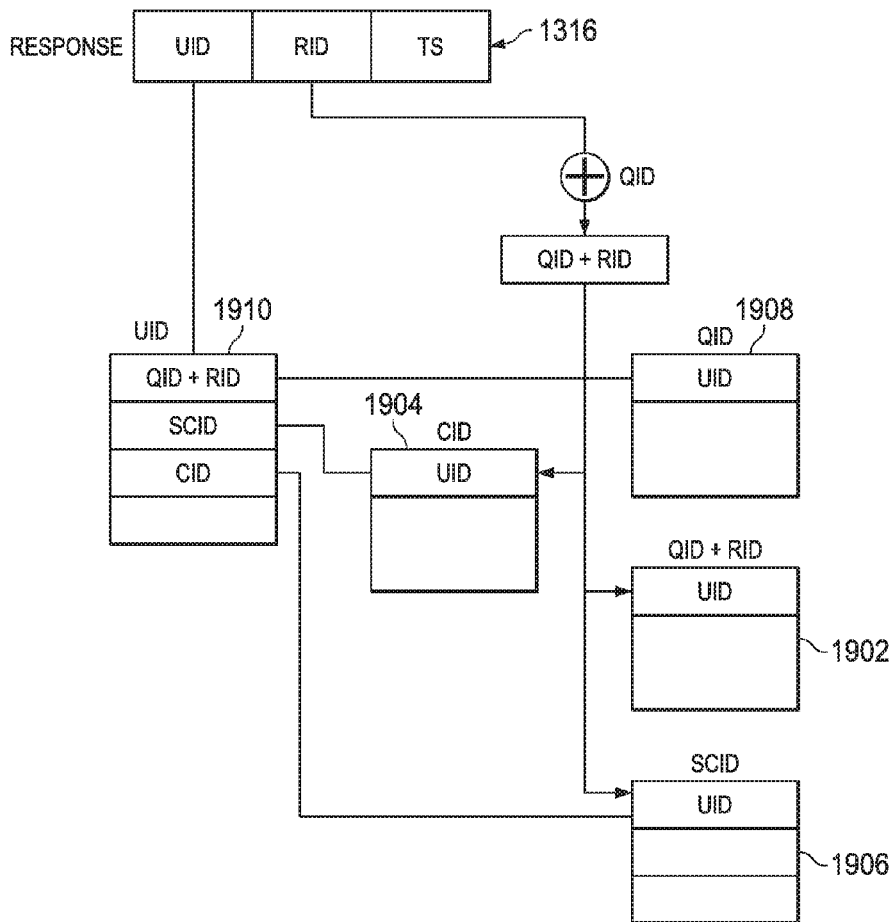 RESPONSE UID RID TS 1316
QID
QID + RID
UID 1910
QID + RID
SCID
CID
1904 CID
UID
QID 1908
UID
QID + RID
UID
1902
SCID
UID
1906